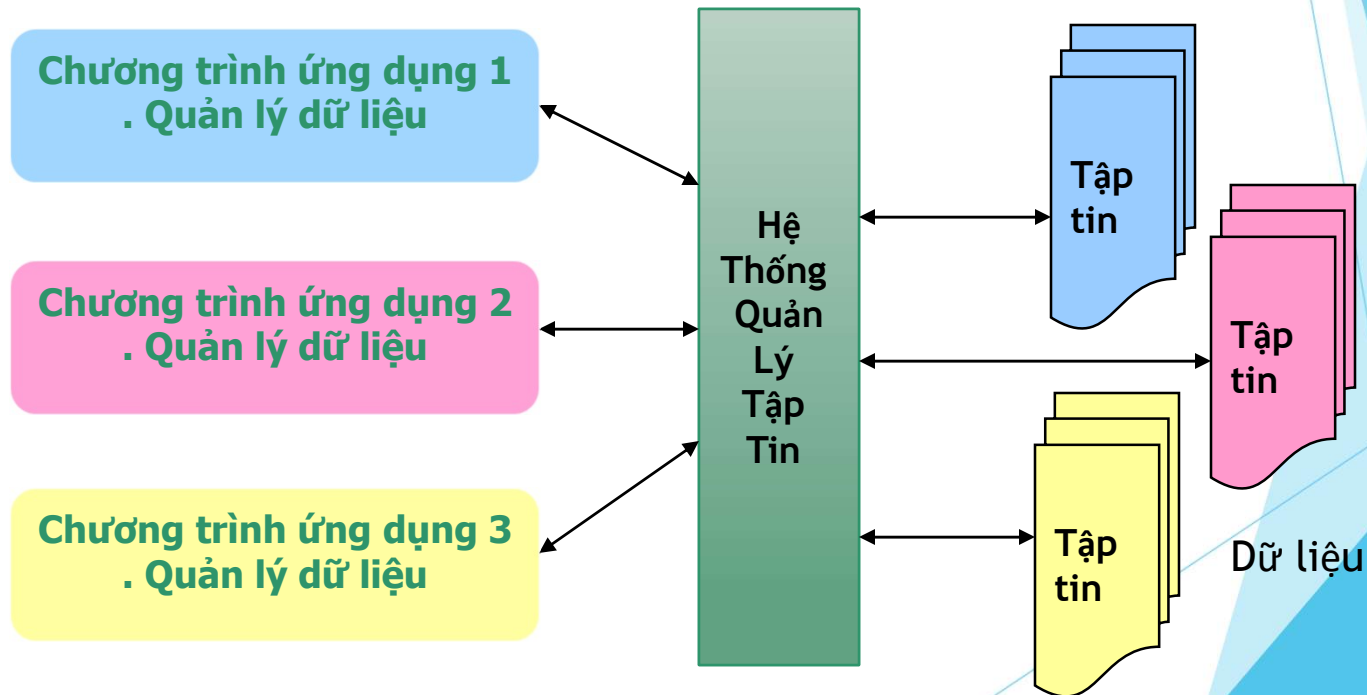 Chương trình ứng dụng 1
. Quản lý dữ liệu
Chương trình ứng dụng 2
. Quản lý dữ liệu
Chương trình ứng dụng 3
. Quản lý dữ liệu
Hệ
Thống
Quản
Lý
Tập
Tin
Tập
tin
Tập
tin
Tập
tin
Dữ liệu